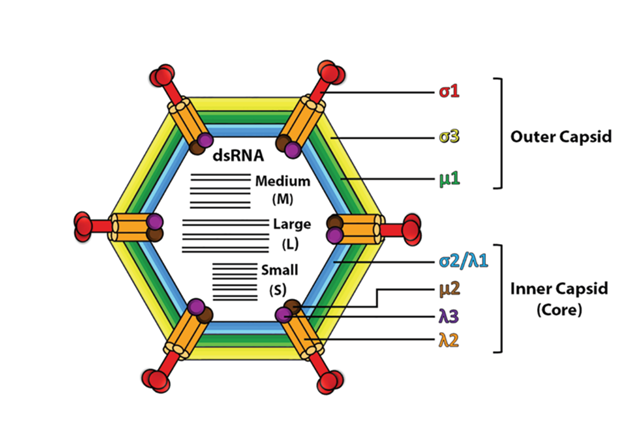 dsRNA
Medium
(M)
Large
(L)
Small
(S)
σ1
σ3
μ1
Outer Capsid
σ2/λ1
μ2
λ3
λ2
Inner Capsid
(Core)